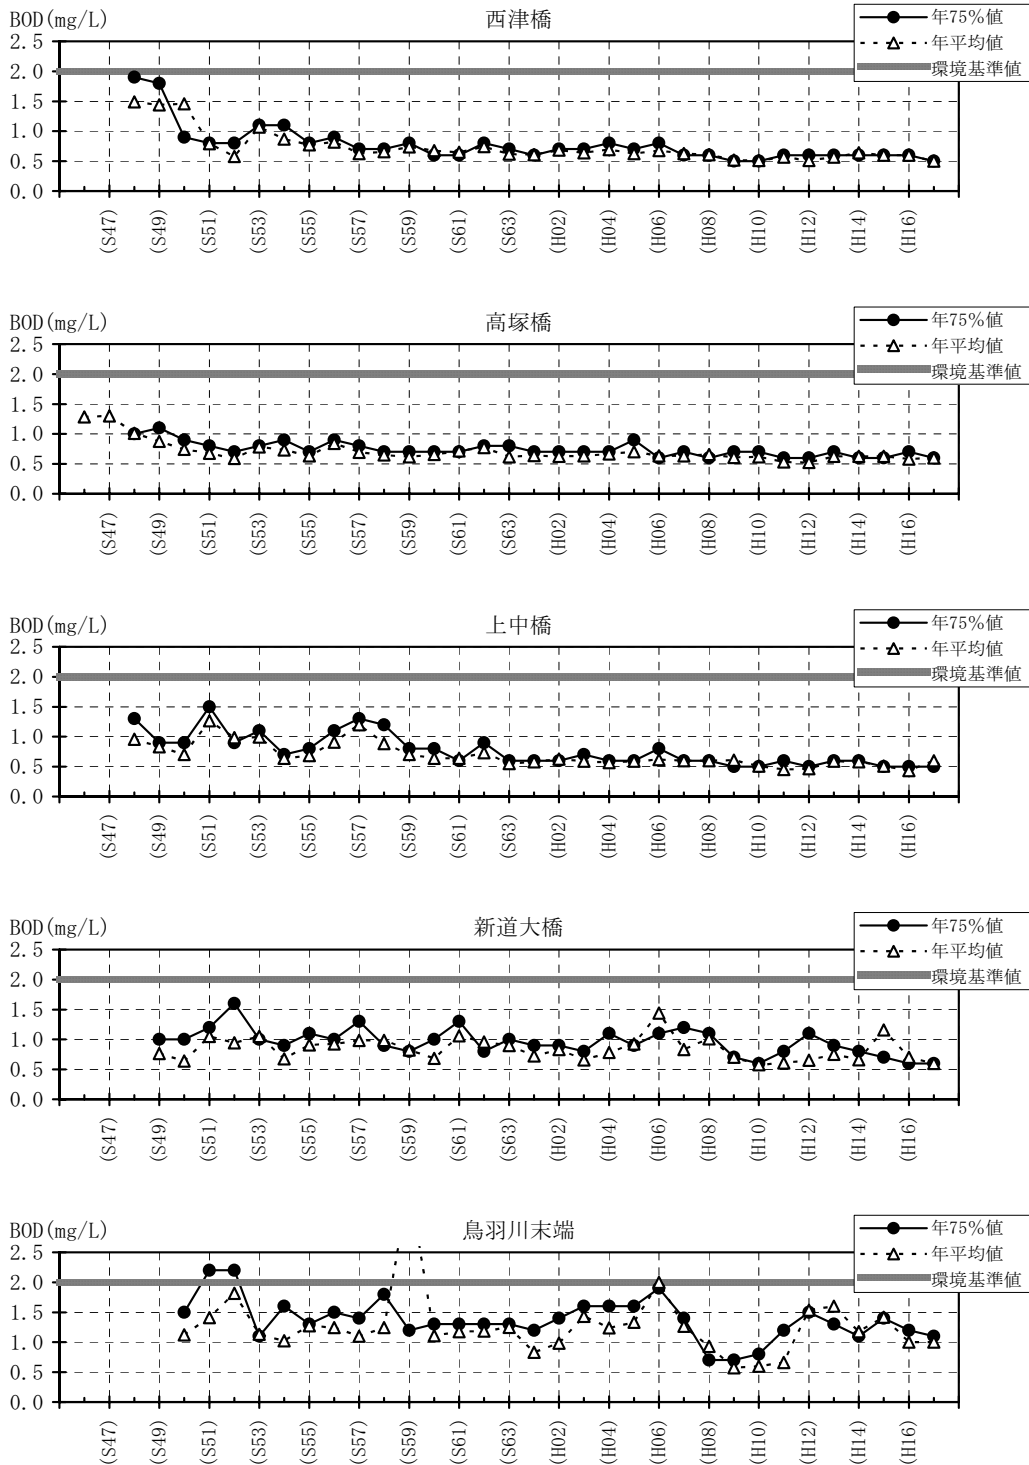 BOD(mg/L)
西津橋
年75%値
年平均値
環境基準値
2.5
2.0
1.5
1.0
0.5
0.0
(S47)
(S49)
(S51)
(S53)
(S55)
(S57)
(S59)
(S61)
(S63)
(H02)
(H04)
(H06)
(H08)
(H10)
(H12)
(H14)
(H16)
BOD(mg/L)
高塚橋
年75%値
年平均値
環境基準値
2.5
2.0
1.5
1.0
0.5
0.0
(S47)
(S49)
(S51)
(S53)
(S55)
(S57)
(S59)
(S61)
(S63)
(H02)
(H04)
(H06)
(H08)
(H10)
(H12)
(H14)
(H16)
BOD(mg/L)
上中橋
年75%値
年平均値
環境基準値
2.5
2.0
1.5
1.0
0.5
0.0
(S47)
(S49)
(S51)
(S53)
(S55)
(S57)
(S59)
(S61)
(S63)
(H02)
(H04)
(H06)
(H08)
(H10)
(H12)
(H14)
(H16)
BOD(mg/L)
新道大橋
年75%値
年平均値
環境基準値
2.5
2.0
1.5
1.0
0.5
0.0
(S47)
(S49)
(S51)
(S53)
(S55)
(S57)
(S59)
(S61)
(S63)
(H02)
(H04)
(H06)
(H08)
(H10)
(H12)
(H14)
(H16)
BOD(mg/L)
鳥羽川末端
年75%値
年平均値
環境基準値
2.5
2.0
1.5
1.0
0.5
0.0
(S47)
(S49)
(S51)
(S53)
(S55)
(S57)
(S59)
(S61)
(S63)
(H02)
(H04)
(H06)
(H08)
(H10)
(H12)
(H14)
(H16)